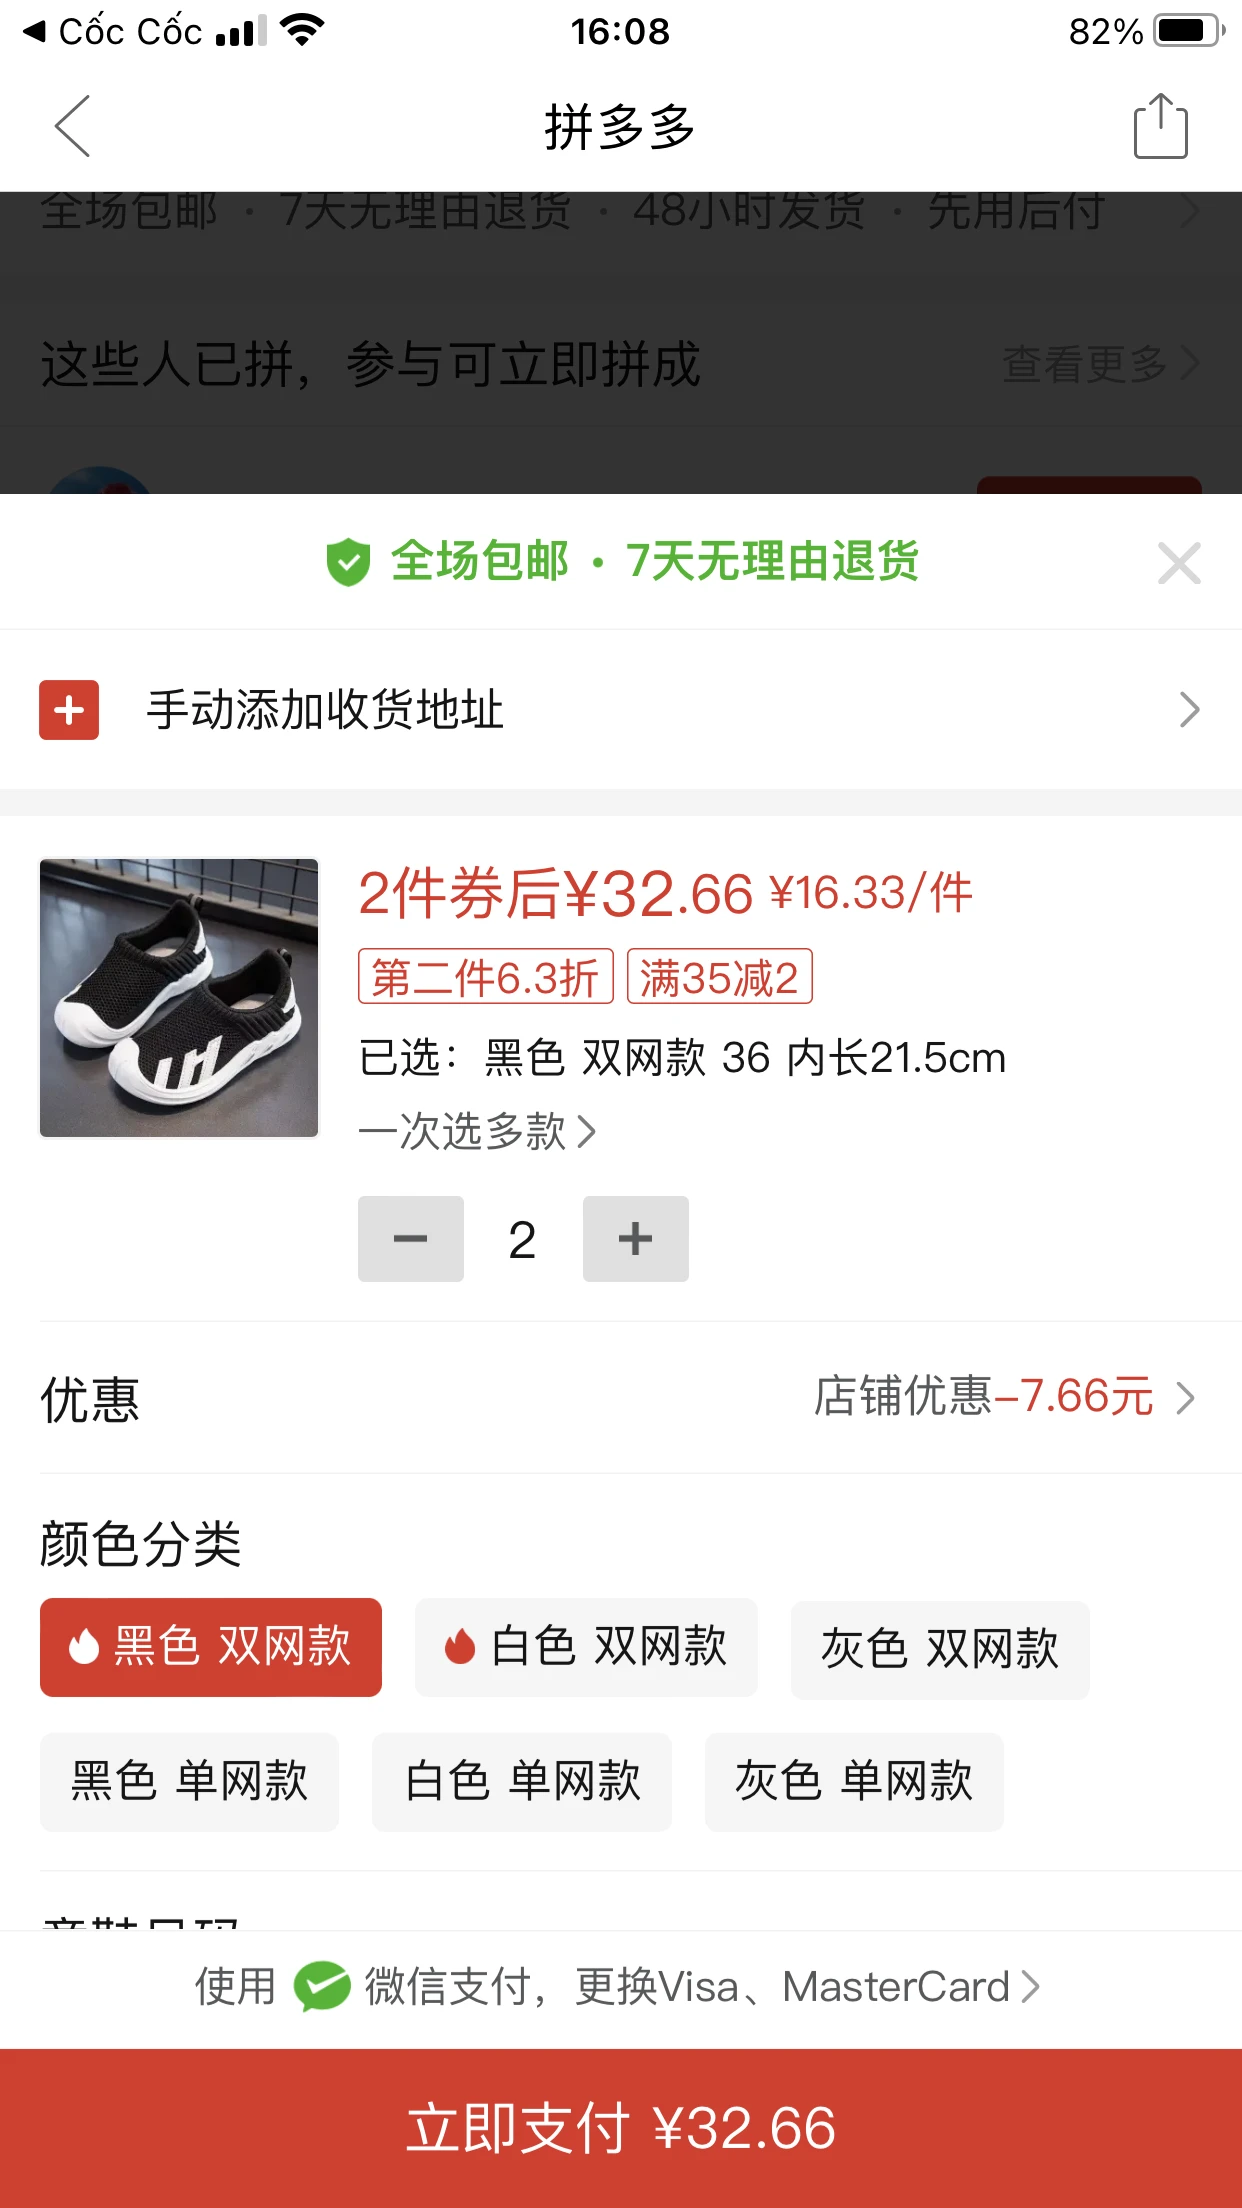 Cốc Cốc
16:08
82%
拼多多
全场包邮 · 7天无理由退货 · 48小时发货 · 先用后付
这些人已拼，参与可立即拼成
查看更多
全场包邮 · 7天无理由退货
手动添加收货地址
2件券后¥32.66 ¥16.33/件
第二件6.3折 满35减2
已选：黑色 双网款 36 内长21.5cm
一次选多款
2
优惠
店铺优惠-7.66元
颜色分类
黑色 双网款
白色 双网款
灰色 双网款
黑色 单网款
白色 单网款
灰色 单网款
童鞋尺码
使用 微信支付，更换Visa、MasterCard
立即支付 ¥32.66